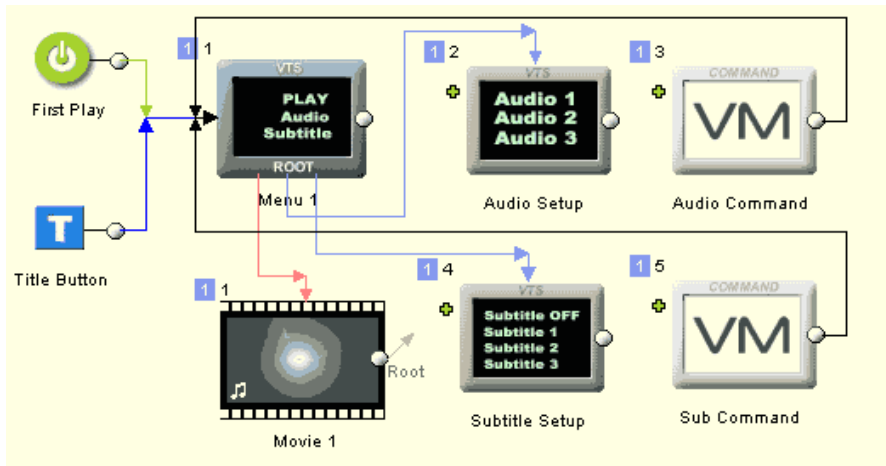 1 1
VTS
PLAY
Audio
Subtitle
ROOT
Menu 1
1 2
VTS
Audio 1
Audio 2
Audio 3
Audio Setup
1 3
COMMAND
VM
Audio Command
First Play
T
Title Button
1 1
Root
Movie 1
1 4
VTS
Subtitle OFF
Subtitle 1
Subtitle 2
Subtitle 3
Subtitle Setup
1 5
COMMAND
VM
Sub Command